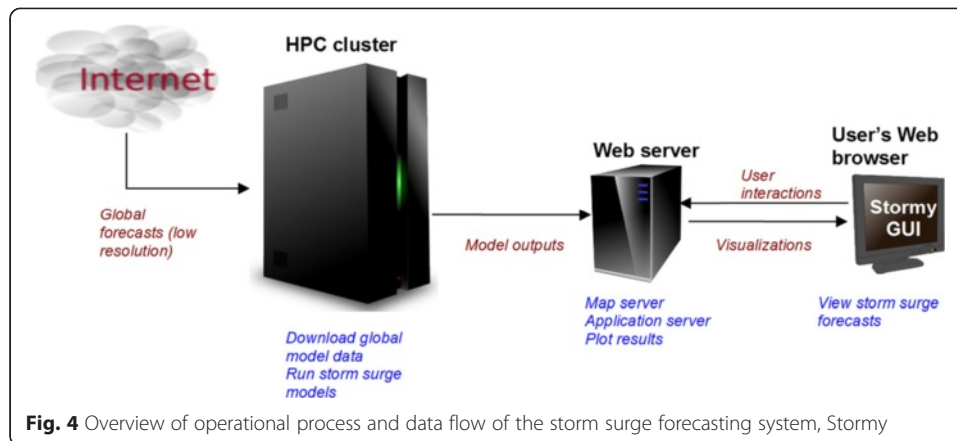 Internet
HPC cluster
Global
forecasts (low
resolution)
Download global
model data
Run storm surge
models
Model outputs
Web server
Map server
Application server
Plot results
User
interactions
Visualizations
User's Web
browser
Stormy
GUI
View storm surge
forecasts
Fig. 4 Overview of operational process and data flow of the storm surge forecasting system, Stormy